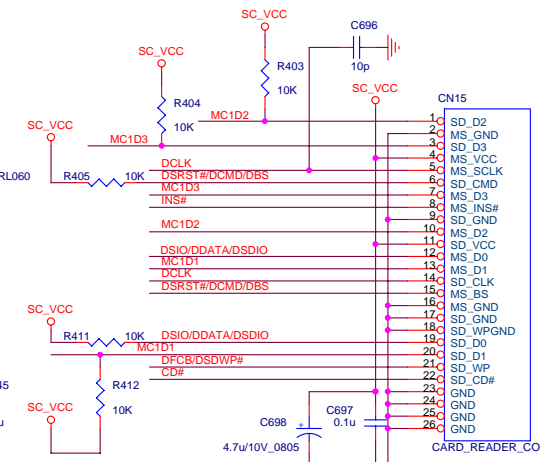 SC_VCC
C696
R403
10p
SC_VCC
10K
SC_VCC
R404
CN15
MC1D2
10K
1 SD_D2
SC_VCC
2 MS_GND
MC1D3
3 SD_D3
4 MS_VCC
DCLK
5 MS_SCLK
RL060
R405
10K
DSRST#/DCMD/DBS
6 SD_CMD
MC1D3
7 MS_D3
INS#
8 MS_INS#
9 SD_GND
MC1D2
10 MS_D2
11 SD_VCC
DSIO/DDATA/DSDIO
12 MS_D0
MC1D1
13 MS_D1
DCLK
14 SD_CLK
DSRST#/DCMD/DBS
15 MS_BS
16 MS_GND
SC_VCC
17 SD_GND
18 SD_WPGND
R411
10K
DSIO/DDATA/DSDIO
19 SD_D0
MC1D1
20 SD_D1
DFCB/DSDWP#
21 SD_WP
CD#
22 SD_CD#
45
R412
23 GND
SC_VCC
10K
24 GND
C698
C697
25 GND
u
0.1u
26 GND
4.7u/10V_0805
CARD_READER_CO